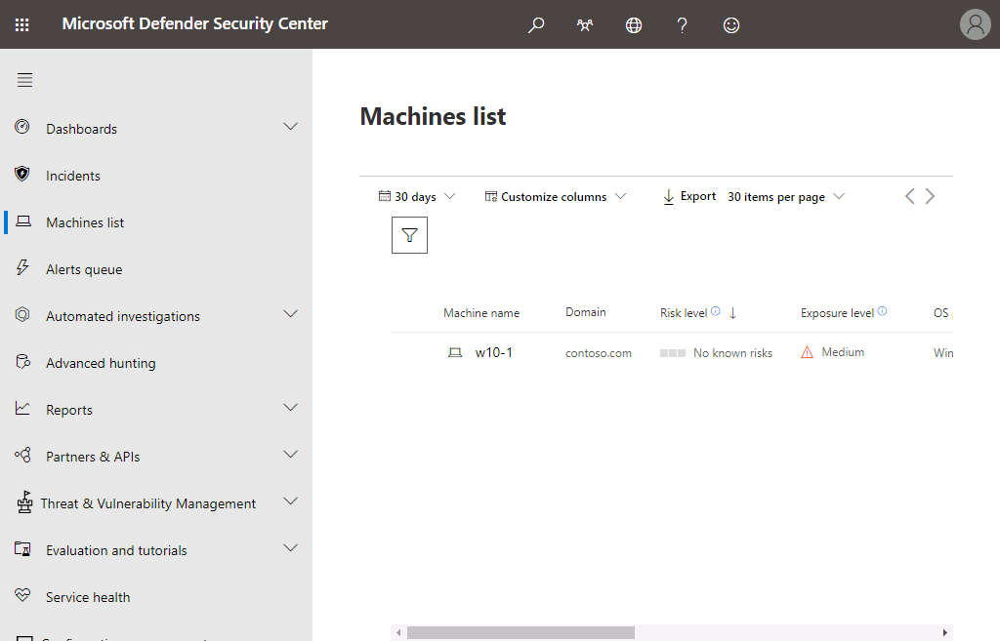 Microsoft Defender Security Center
Dashboards
Incidents
Machines list
Alerts queue
Automated investigations
Advanced hunting
Reports
Partners & APIs
Threat & Vulnerability Management
Evaluation and tutorials
Service health
Machines list
30 days
Customize columns
Export
30 items per page
Machine name Domain Risk level Exposure level OS
w10-1 contoso.com No known risks Medium Win